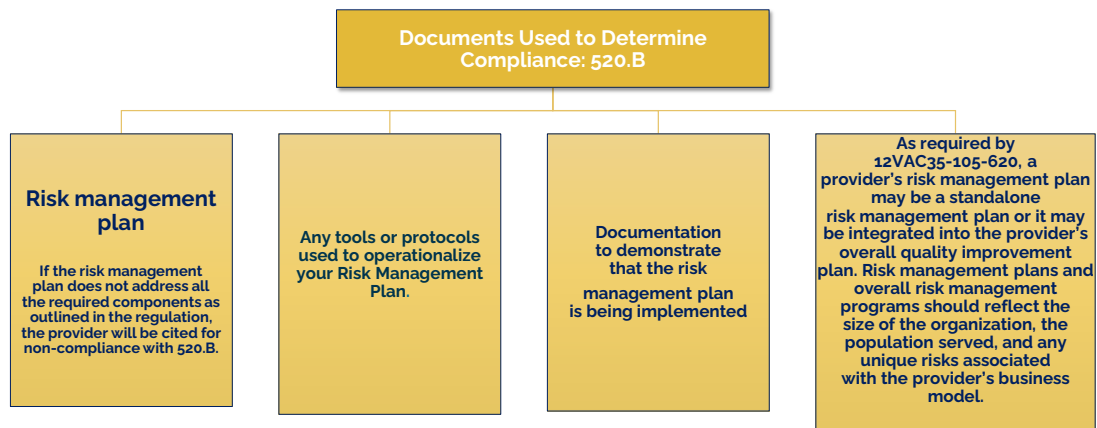 Documents Used to Determine
Compliance: 520.B
Risk management
plan
If the risk management
plan does not address all
the required components as
outlined in the regulation,
the provider will be cited for
non-compliance with 520.B.
Any tools or protocols
used to operationalize
your Risk Management
Plan.
Documentation
to demonstrate
that the risk
management plan
is being implemented
As required by
12VAC35-105-620, a
provider's risk management plan
may be a standalone
risk management plan or it may
be integrated into the provider's
overall quality improvement
plan. Risk management plans and
overall risk management
programs should reflect the
size of the organization, the
population served, and any
unique risks associated
with the provider's business
model.